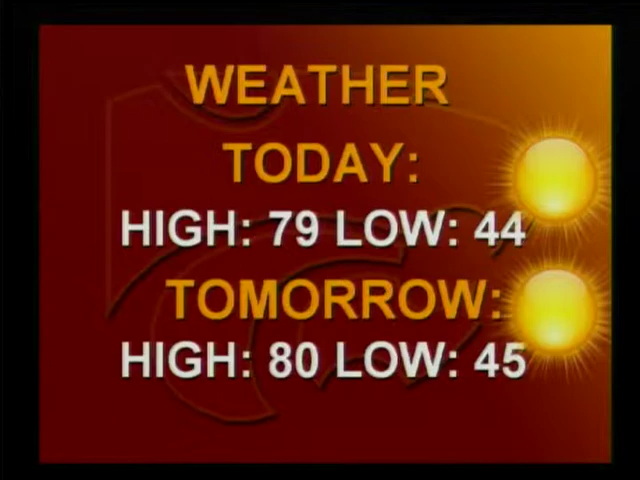 WEATHER
TODAY:
HIGH: 79 LOW: 44
TOMORROW:
HIGH: 80 LOW: 45